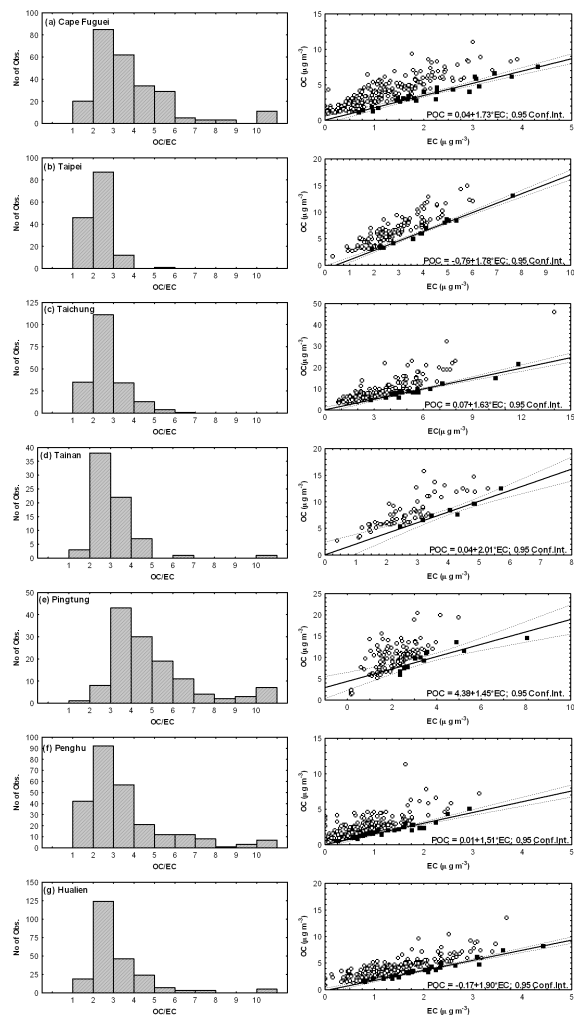 (a) Cape Fuguei
No of Obs.
100
80
60
40
20
0
1 2 3 4 5 6 7 8 9 10
OC/EC
OC (μ g m-3)
15
10
5
0
0 1 2 3 4 5
POC = 0.04+1.73*EC; 0.95 Conf.Int.
EC (μ g m-3)
(b) Taipei
No of Obs.
100
80
60
40
20
0
1 2 3 4 5 6 7 8 9 10
OC/EC
OC (μ g m-3)
20
15
10
5
0
0 1 2 3 4 5 6 7 8 9 10
POC = -0.76+1.78*EC; 0.95 Conf.Int.
EC (μ g m-3)
(c) Taichung
No of Obs.
125
100
75
50
25
0
1 2 3 4 5 6 7 8 9 10
OC/EC
OC(μ g m-3)
50
40
30
20
10
0
0 3 6 9 12 15
POC = 0.07+1.63*EC; 0.95 Conf.Int.
EC(μ g m-3)
(d) Tainan
No of Obs.
40
35
30
25
20
15
10
5
0
1 2 3 4 5 6 7 8 9 10
OC/EC
OC (μ g m-3)
20
15
10
5
0
0 1 2 3 4 5 6 7 8
POC = 0.04+2.01*EC; 0.95 Conf.Int.
EC (μ g m-3)
(e) Pingtung
No of Obs.
50
40
30
20
10
0
1 2 3 4 5 6 7 8 9 10
OC/EC
OC (μ g m-3)
25
20
15
10
5
0
0 2 4 6 8 10
POC = 4.38+1.45*EC; 0.95 Conf.Int.
EC (μ g m-3)
(f) Penghu
No of Obs.
100
90
80
70
60
50
40
30
20
10
0
1 2 3 4 5 6 7 8 9 10
OC/EC
OC (μ g m-3)
15
10
5
0
0 1 2 3 4 5
POC = 0.01+1.51*EC; 0.95 Conf.Int.
EC (μ g m-3)
(g) Hualien
No of Obs.
150
125
100
75
50
25
0
1 2 3 4 5 6 7 8 9 10
OC/EC
OC (μ g m-3)
20
15
10
5
0
0 1 2 3 4 5
POC = -0.17+1.90*EC; 0.95 Conf.Int.
EC (μ g m-3)